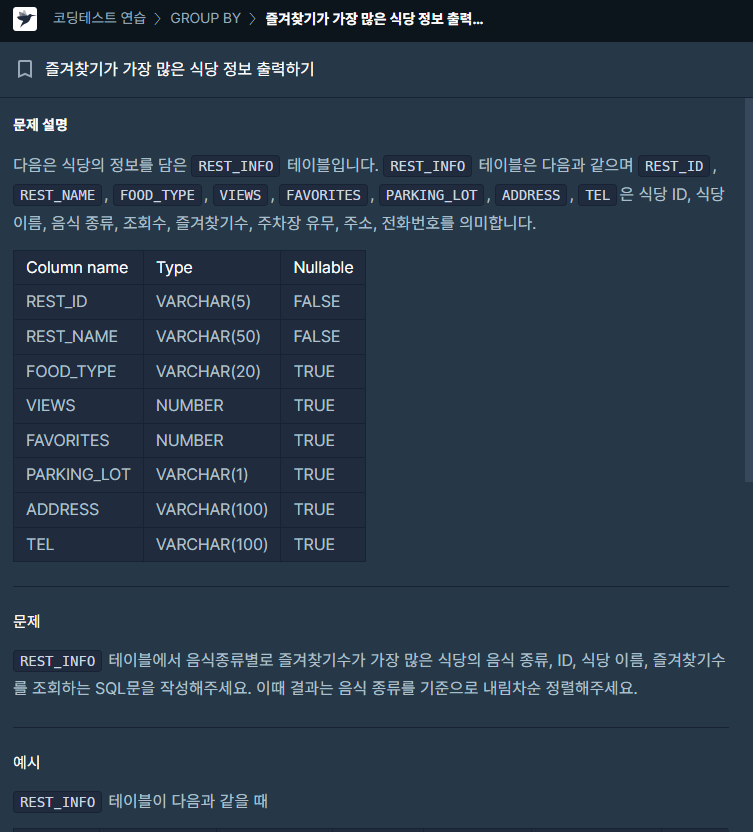 코딩테스트 연습 > GROUP BY > 즐겨찾기가 가장 많은 식당 정보 출력...
즐겨찾기가 가장 많은 식당 정보 출력하기
문제 설명
다음은 식당의 정보를 담은 REST_INFO 테이블입니다. REST_INFO 테이블은 다음과 같으며 REST_ID ,
REST_NAME , FOOD_TYPE , VIEWS , FAVORITES , PARKING_LOT , ADDRESS , TEL 은 식당 ID, 식당
이름, 음식 종류, 조회수, 즐겨찾기수, 주차장 유무, 주소, 전화번호를 의미합니다.
Column name Type Nullable
REST_ID VARCHAR(5) FALSE
REST_NAME VARCHAR(50) FALSE
FOOD_TYPE VARCHAR(20) TRUE
VIEWS NUMBER TRUE
FAVORITES NUMBER TRUE
PARKING_LOT VARCHAR(1) TRUE
ADDRESS VARCHAR(100) TRUE
TEL VARCHAR(100) TRUE
문제
REST_INFO 테이블에서 음식종류별로 즐겨찾기수가 가장 많은 식당의 음식 종류, ID, 식당 이름, 즐겨찾기수
를 조회하는 SQL문을 작성해주세요. 이때 결과는 음식 종류를 기준으로 내림차순 정렬해주세요.
예시
REST_INFO 테이블이 다음과 같을 때